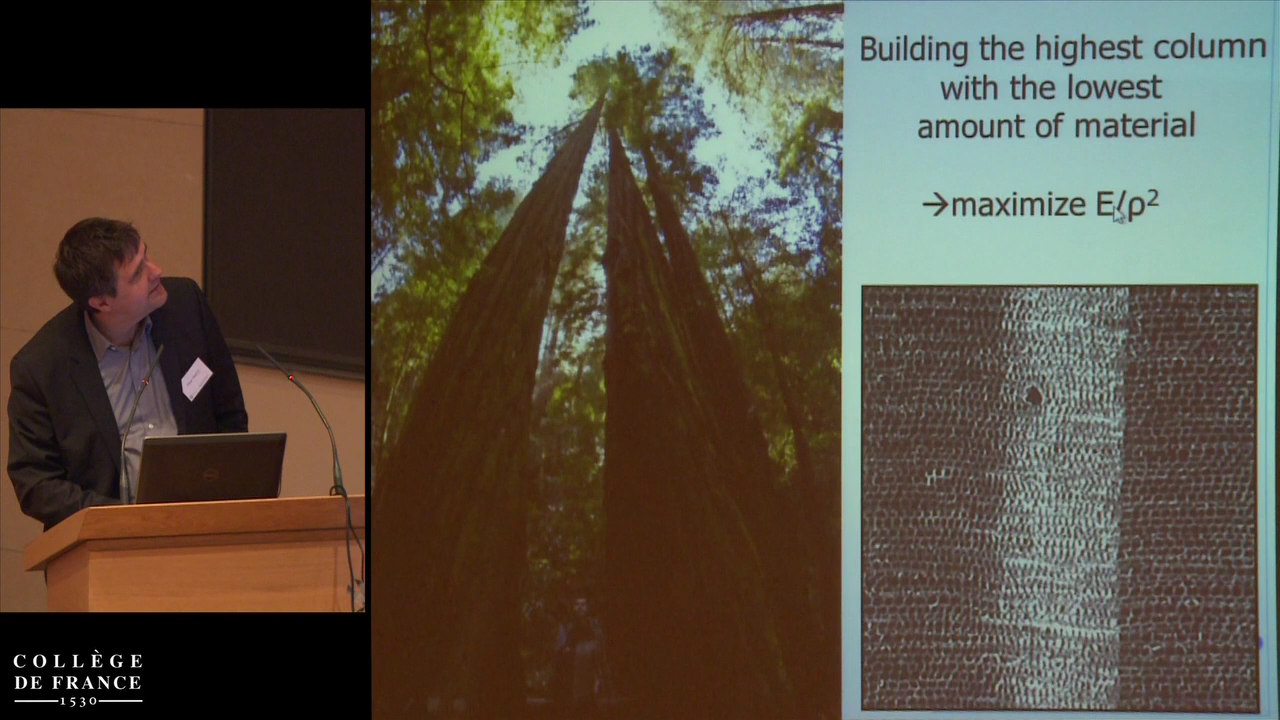 Building the highest column
with the lowest
amount of material
→maximize E/ρ²
COLLÈGE
DE FRANCE
1530